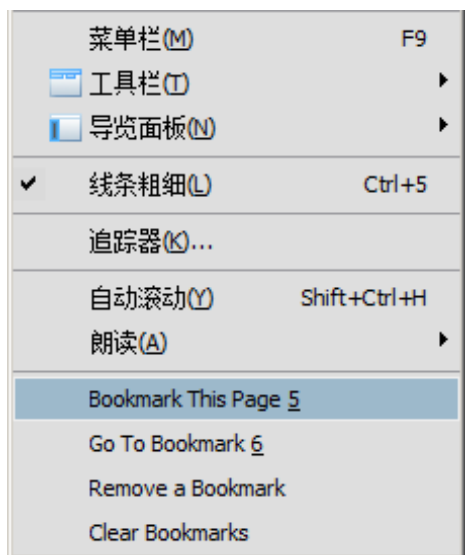 菜单栏(M) F9
工具栏(T)
导览面板(N)
线条粗细(L) Ctrl+5
追踪器(K)...
自动滚动(Y) Shift+Ctrl+H
朗读(A)
Bookmark This Page 5
Go To Bookmark 6
Remove a Bookmark
Clear Bookmarks